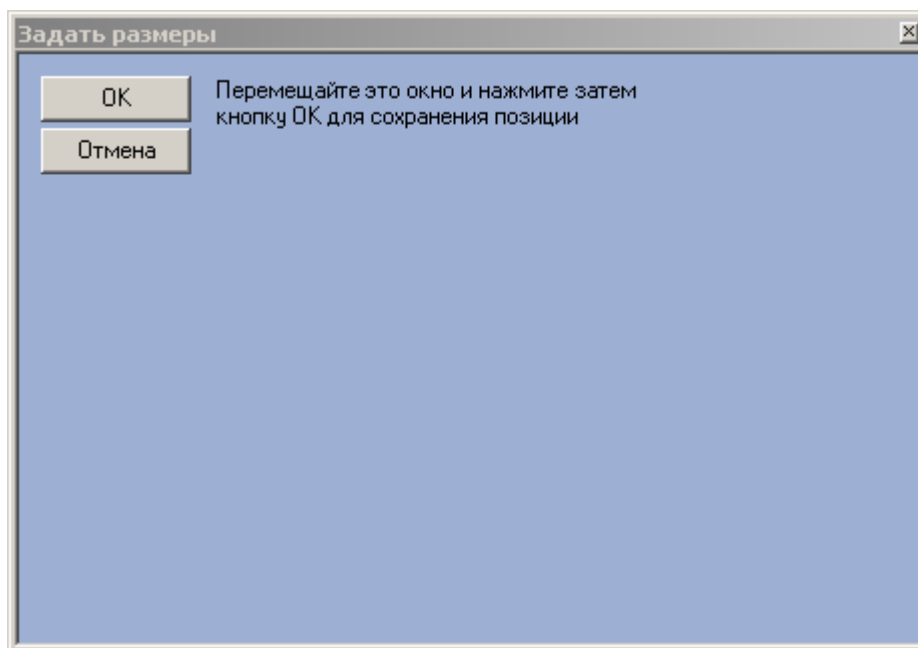 Задать размеры
OK
Перемещайте это окно и нажмите затем
кнопку OK для сохранения позиции
Отмена